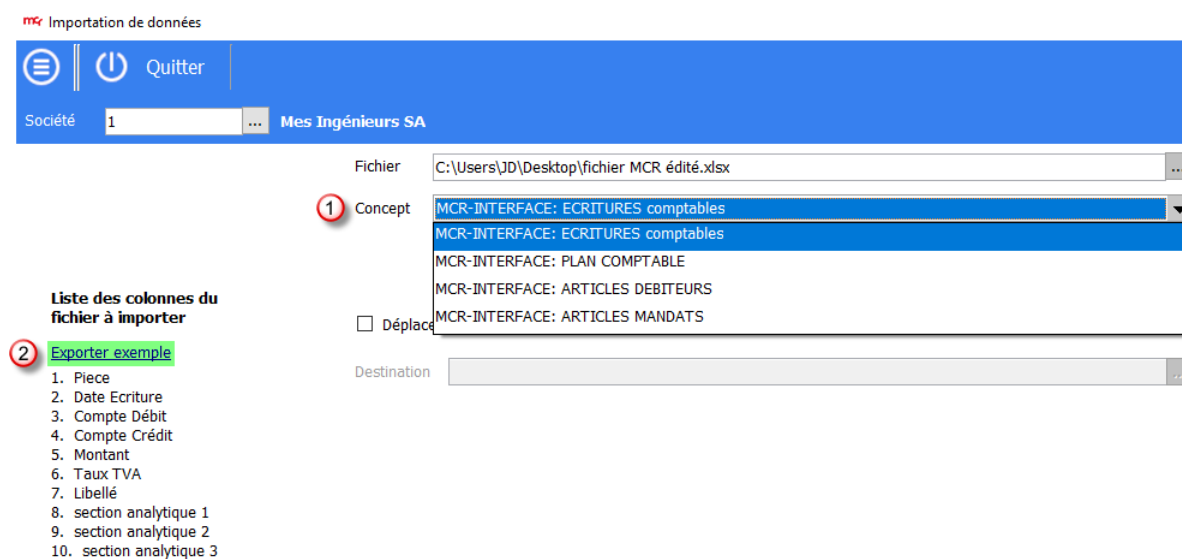 mcr Importation de données
Quitter
Société 1 ... Mes Ingénieurs SA
Fichier C:\Users\JD\Desktop\fichier MCR édité.xlsx ...
1 Concept MCR-INTERFACE: ECRITURES comptables
MCR-INTERFACE: ECRITURES comptables
MCR-INTERFACE: PLAN COMPTABLE
MCR-INTERFACE: ARTICLES DEBITEURS
MCR-INTERFACE: ARTICLES MANDATS
Déplace
Destination ...
Liste des colonnes du
fichier à importer
2 Exporter exemple
1. Piece
2. Date Ecriture
3. Compte Débit
4. Compte Crédit
5. Montant
6. Taux TVA
7. Libellé
8. section analytique 1
9. section analytique 2
10. section analytique 3